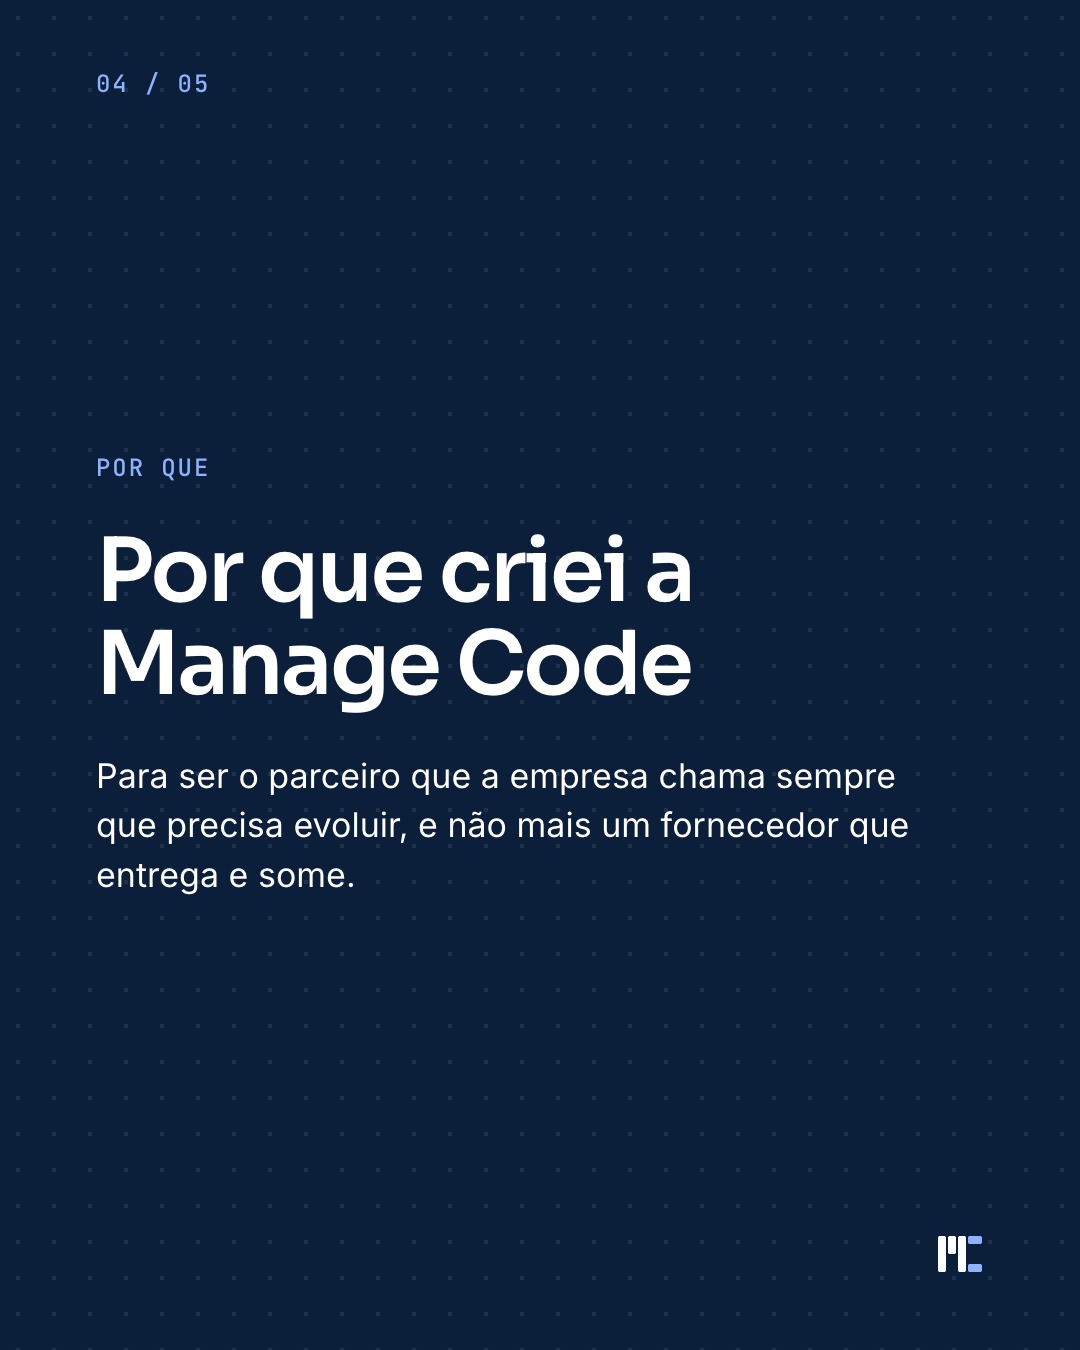 04 / 05
POR QUE
Por que criei a
Manage Code
Para ser o parceiro que a empresa chama sempre
que precisa evoluir, e não mais um fornecedor que
entrega e some.
MC